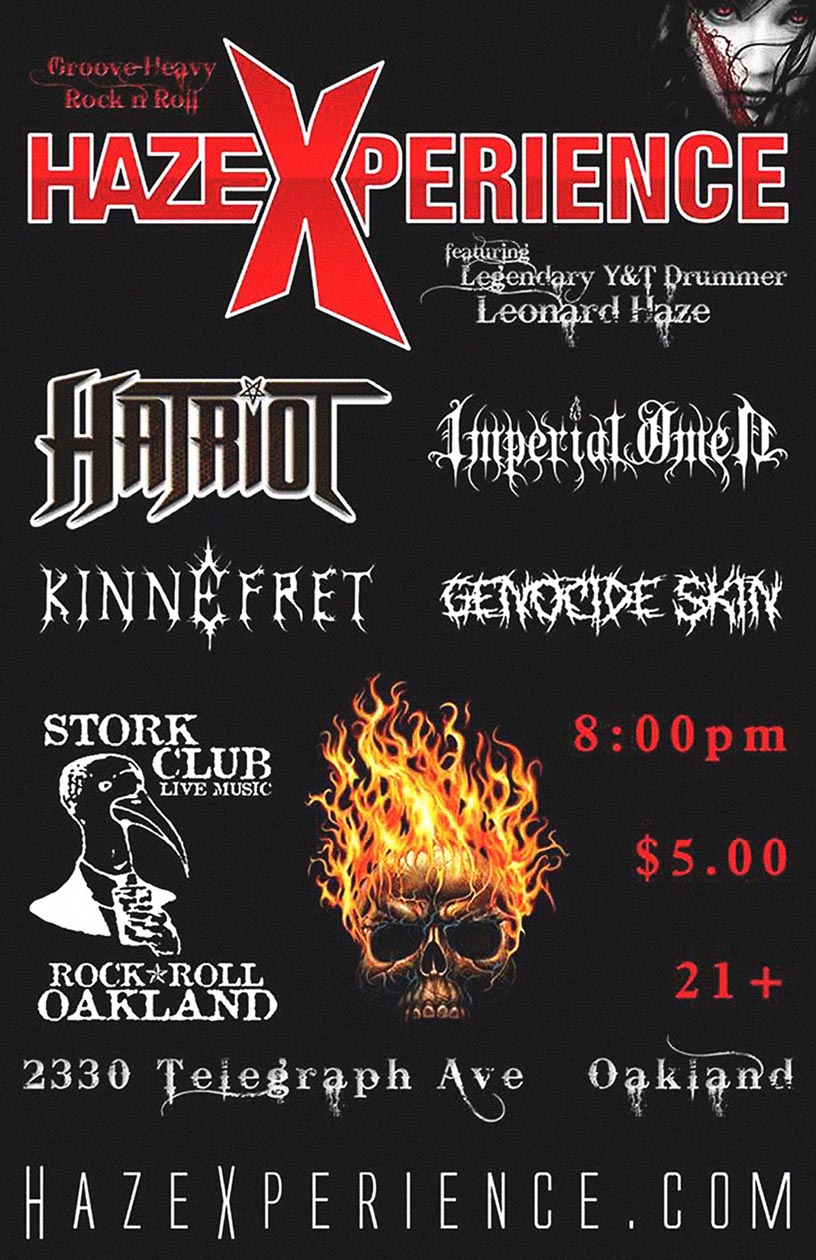 Groove-Heavy
Rock n Roll
HAZEXPERIENCE
featuring
Legendary Y&T Drummer
Leonard Haze
HATRIOT
Imperial Omen
KINNEFRET
GENOCIDE SKIN
STORK
CLUB
LIVE MUSIC
ROCK★ROLL
OAKLAND
8:00pm
$5.00
21+
2330 Telegraph Ave Oakland
HAZEXPERIENCE.COM